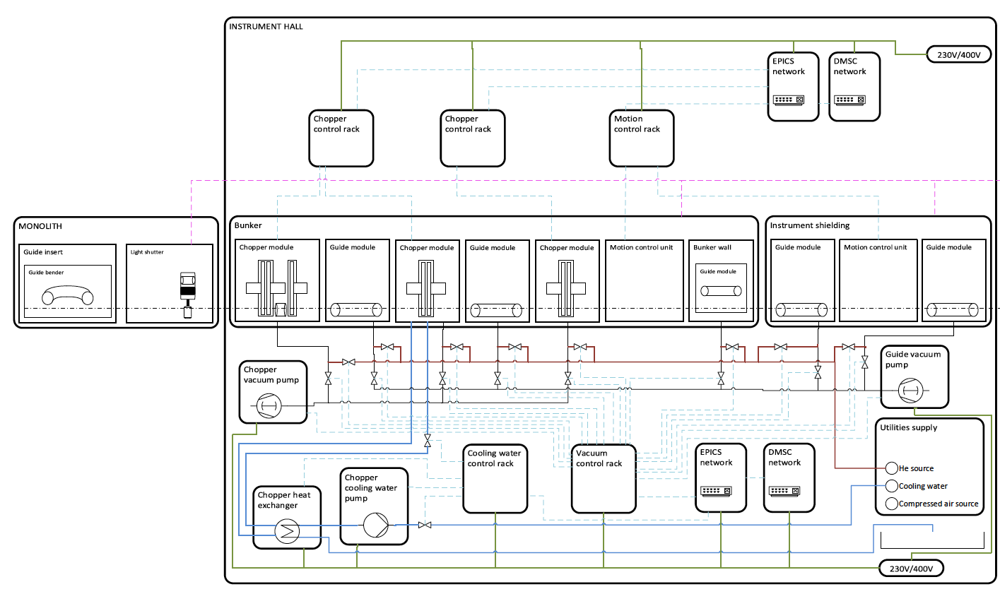 INSTRUMENT HALL
230V/400V
EPICS
network
DMSC
network
Chopper
control rack
Chopper
control rack
Motion
control rack
MONOLITH
Guide insert
Guide bender
Light shutter
Bunker
Chopper module
Guide module
Chopper module
Guide module
Chopper module
Motion control unit
Bunker wall
Guide module
Instrument shielding
Guide module
Motion control unit
Guide module
Chopper
vacuum pump
Guide vacuum
pump
Utilities supply
He source
Cooling water
Compressed air source
Cooling water
control rack
Vacuum
control rack
EPICS
network
DMSC
network
Chopper
cooling water
pump
Chopper heat
exchanger
230V/400V